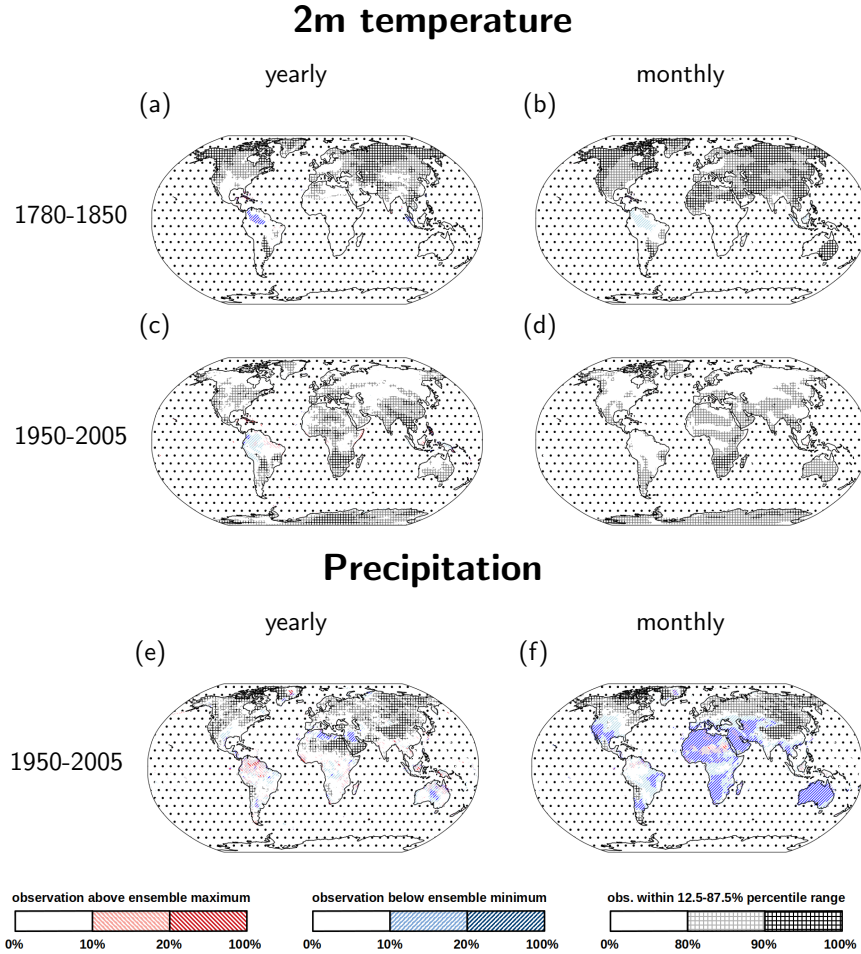 2m temperature
yearly
monthly
(a)
(b)
1780-1850
(c)
(d)
1950-2005
Precipitation
yearly
monthly
(e)
(f)
1950-2005
observation above ensemble maximum
observation below ensemble minimum
obs. within 12.5-87.5% percentile range
0% 10% 20% 100%
0% 10% 20% 100%
0% 80% 90% 100%